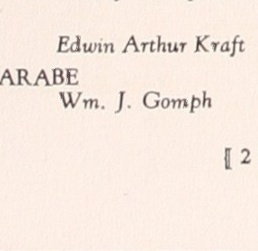 Edwin Arthur Kraft
ARABE
Wm. J. Gomph
⟦ 2